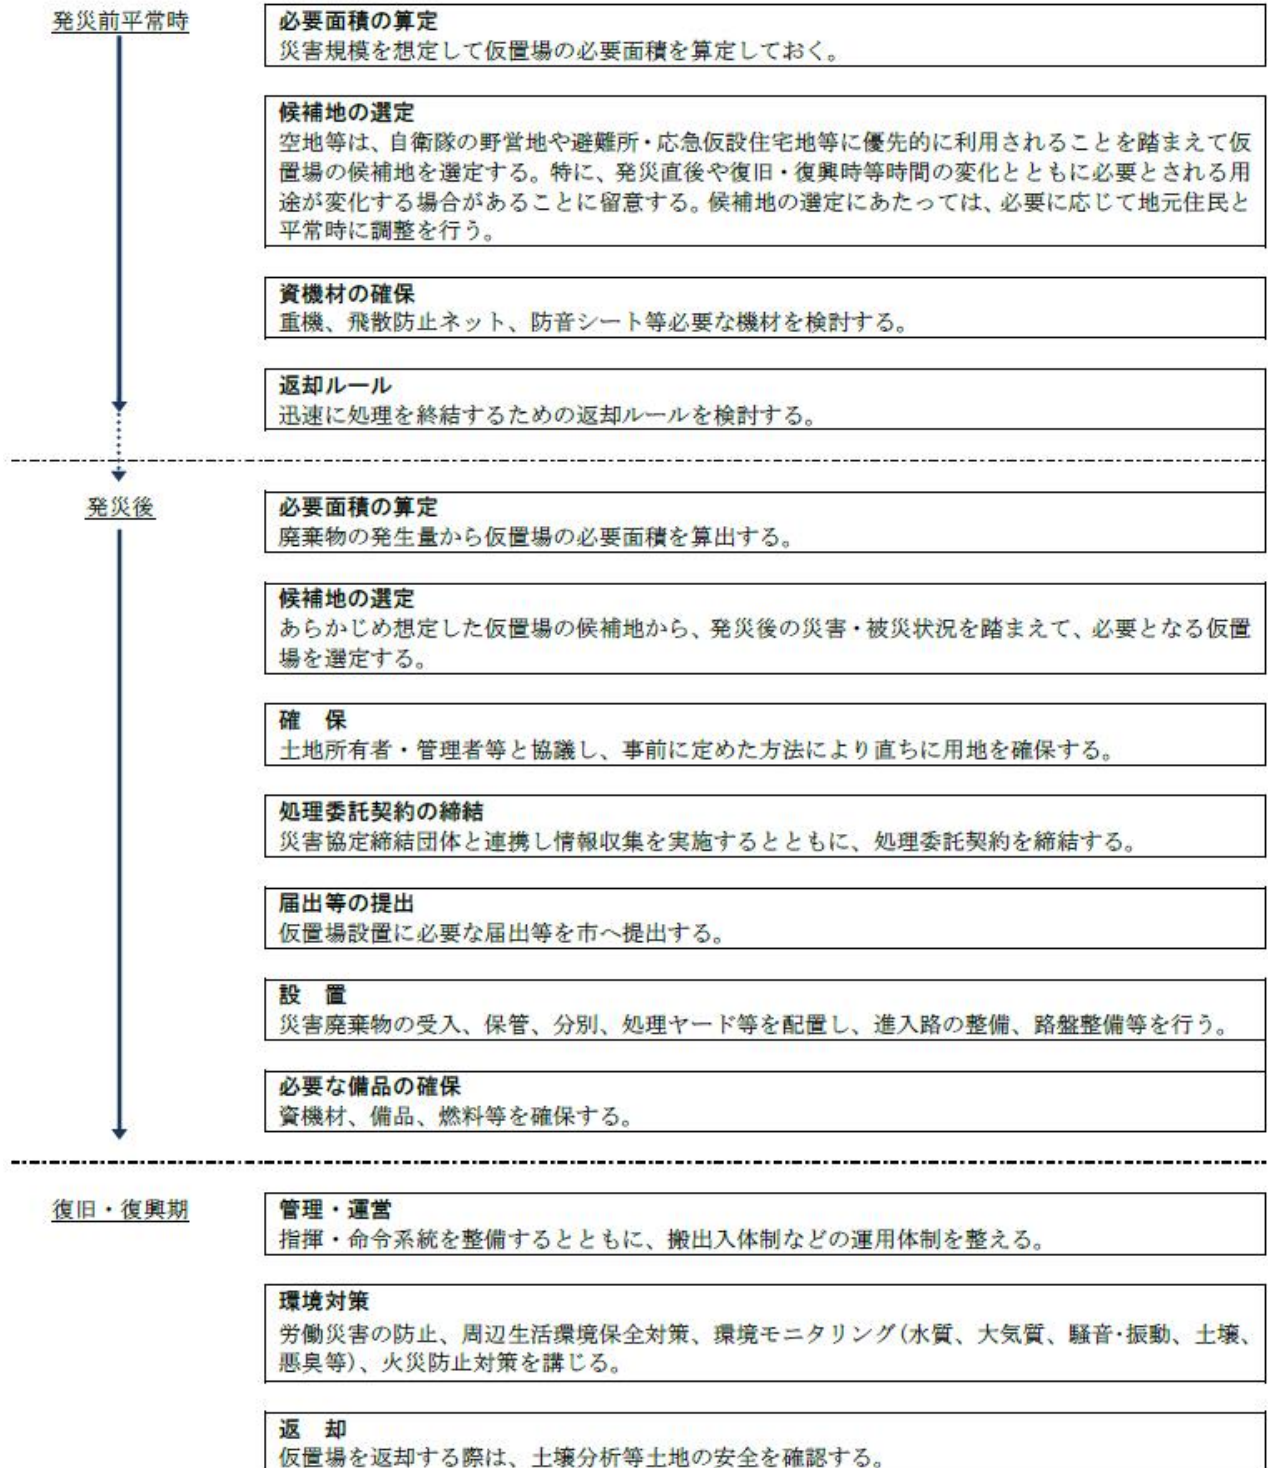 発災前平常時
必要面積の算定
災害規模を想定して仮置場の必要面積を算定しておく。
候補地の選定
空地等は、自衛隊の野営地や避難所・応急仮設住宅地等に優先的に利用されることを踏まえて仮
置場の候補地を選定する。特に、発災直後や復旧・復興時等時間の変化とともに必要とされる用
途が変化する場合があることに留意する。候補地の選定にあたっては、必要に応じて地元住民と
平常時に調整を行う。
資機材の確保
重機、飛散防止ネット、防音シート等必要な機材を検討する。
返却ルール
迅速に処理を終結するための返却ルールを検討する。
発災後
必要面積の算定
廃棄物の発生量から仮置場の必要面積を算出する。
候補地の選定
あらかじめ想定した仮置場の候補地から、発災後の災害・被災状況を踏まえて、必要となる仮置
場を選定する。
確　保
土地所有者・管理者等と協議し、事前に定めた方法により直ちに用地を確保する。
処理委託契約の締結
災害協定締結団体と連携し情報収集を実施するとともに、処理委託契約を締結する。
届出等の提出
仮置場設置に必要な届出等を市へ提出する。
設　置
災害廃棄物の受入、保管、分別、処理ヤード等を配置し、進入路の整備、路盤整備等を行う。
必要な備品の確保
資機材、備品、燃料等を確保する。
復旧・復興期
管理・運営
指揮・命令系統を整備するとともに、搬出入体制などの運用体制を整える。
環境対策
労働災害の防止、周辺生活環境保全対策、環境モニタリング(水質、大気質、騒音・振動、土壌、
悪臭等)、火災防止対策を講じる。
返　却
仮置場を返却する際は、土壌分析等土地の安全を確認する。